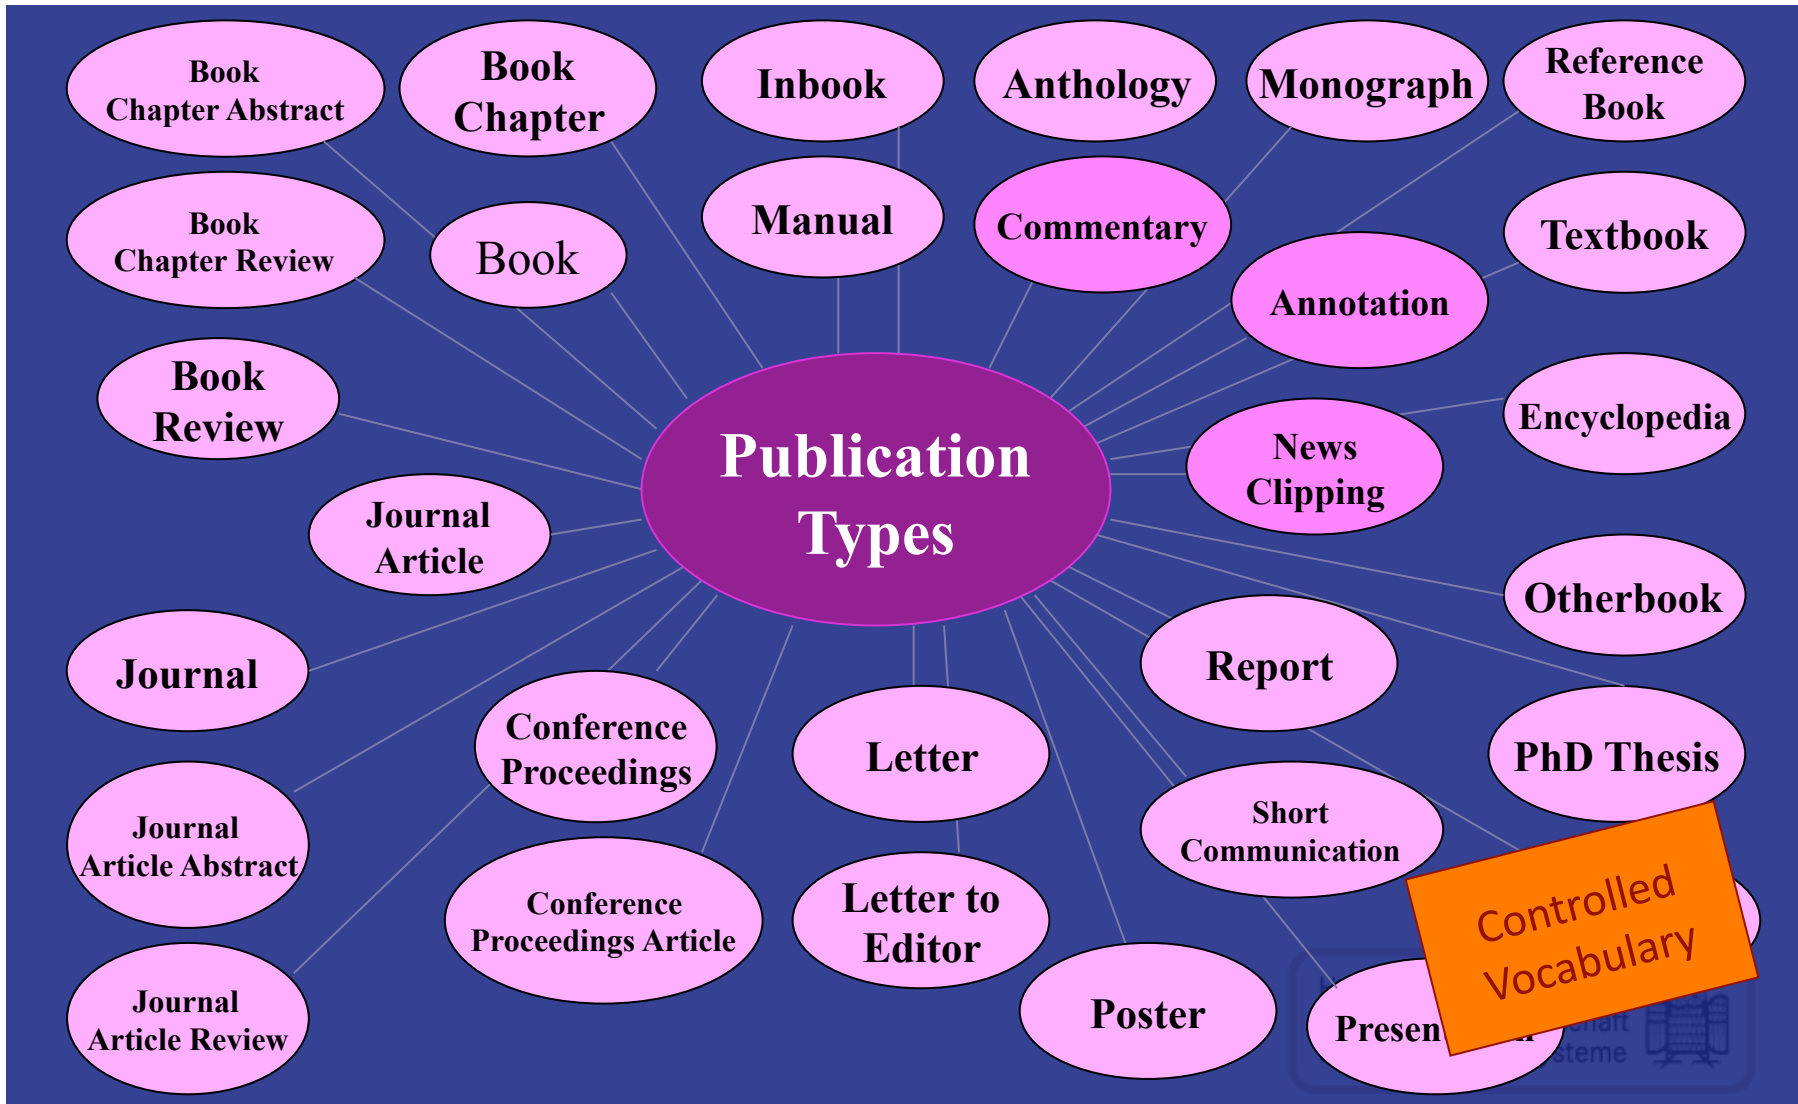 Book
Chapter Abstract
Book
Chapter
Inbook
Anthology
Monograph
Reference
Book
Book
Chapter Review
Book
Manual
Commentary
Textbook
Annotation
Book
Review
Encyclopedia
News
Clipping
Publication
Types
Journal
Article
Otherbook
Journal
Report
Conference
Proceedings
Letter
PhD Thesis
Short
Communication
Journal
Article Abstract
Conference
Proceedings Article
Letter to
Editor
Controlled
Vocabulary
Journal
Article Review
Poster